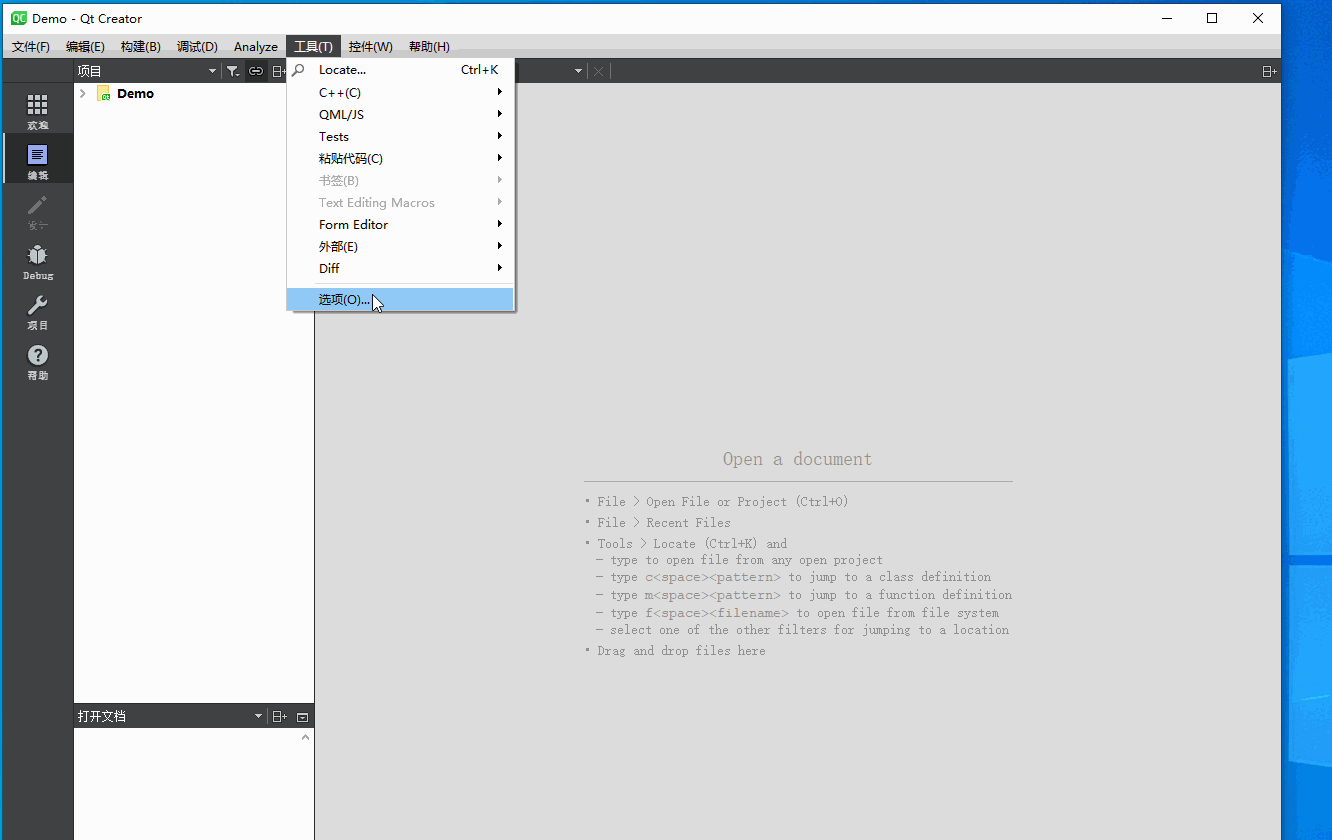 Demo - Qt Creator
文件(F) 编辑(E) 构建(B) 调试(D) Analyze 工具(T) 控件(W) 帮助(H)
项目
Demo
欢迎
编辑
Debug
项目
帮助
Locate... Ctrl+K
C++(C)
QML/JS
Tests
粘贴代码(C)
书签(B)
Text Editing Macros
Form Editor
外部(E)
Diff
选项(O)...
Open a document
• File > Open File or Project (Ctrl+O)
• File > Recent Files
• Tools > Locate (Ctrl+K) and
– type to open file from any open project
– type c<space><pattern> to jump to a class definition
– type m<space><pattern> to jump to a function definition
– type f<space><filename> to open file from file system
– select one of the other filters for jumping to a location
• Drag and drop files here
打开文档